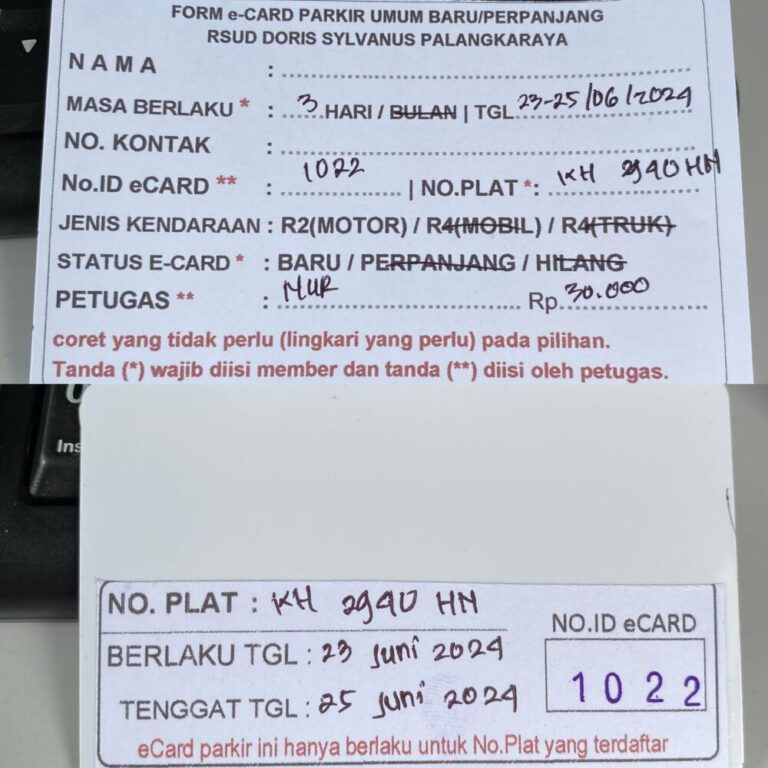 FORM e-CARD PARKIR UMUM BARU/PERPANJANG
RSUD DORIS SYLVANUS PALANGKARAYA
N A M A :
MASA BERLAKU * : 3 HARI / BULAN | TGL 23-25/06/2024
NO. KONTAK :
No.ID eCARD ** : 1022 | NO.PLAT *: KH 2940 HN
JENIS KENDARAAN : R2(MOTOR) / R4(MOBIL) / R4(TRUK)
STATUS E-CARD * : BARU / PERPANJANG / HILANG
PETUGAS ** : MUR Rp 30.000
coret yang tidak perlu (lingkari yang perlu) pada pilihan.
Tanda (*) wajib diisi member dan tanda (**) diisi oleh petugas.
Ins
NO. PLAT : KH 2940 HN
BERLAKU TGL : 23 Juni 2024
TENGGAT TGL : 25 Juni 2024
NO.ID eCARD
1022
eCard parkir ini hanya berlaku untuk No.Plat yang terdaftar